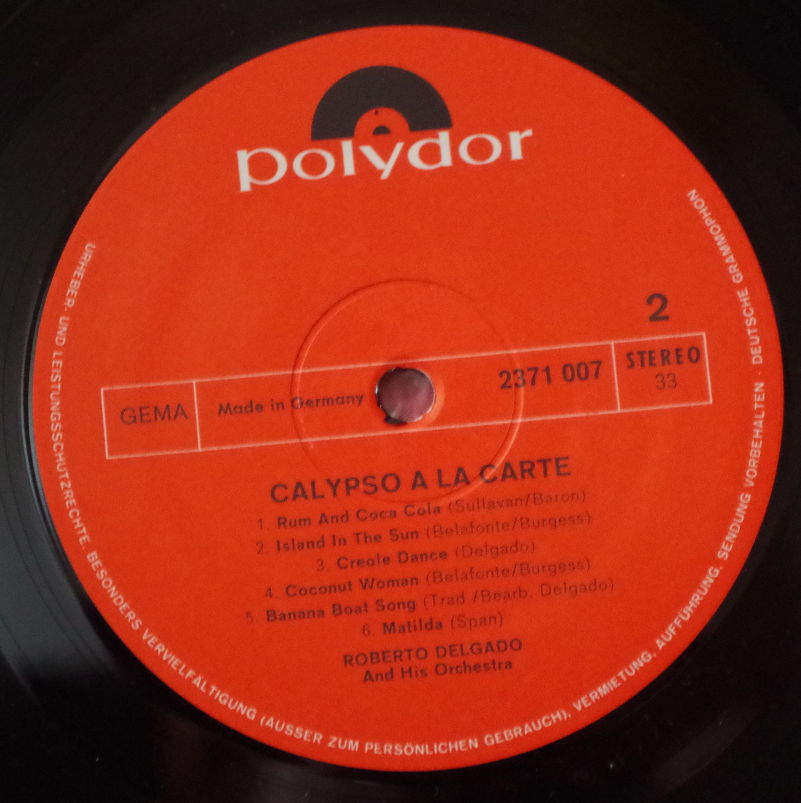 polydor
2
GEMA
Made in Germany
2371 007
STEREO
33
CALYPSO A LA CARTE
1. Rum And Coca Cola (Sullavan/Baron)
2. Island In The Sun (Belafonte/Burgess)
3. Creole Dance (Delgado)
4. Coconut Woman (Belafonte/Burgess)
5. Banana Boat Song (Trad./Bearb. Delgado)
6. Matilda (Span)
ROBERTO DELGADO
And His Orchestra
URHEBER- UND LEISTUNGSSCHUTZRECHTE, BESONDERS VERVIELFÄLTIGUNG (AUSSER ZUM PERSÖNLICHEN GEBRAUCH), VERMIETUNG, AUFFÜHRUNG, SENDUNG VORBEHALTEN · DEUTSCHE GRAMMOPHON